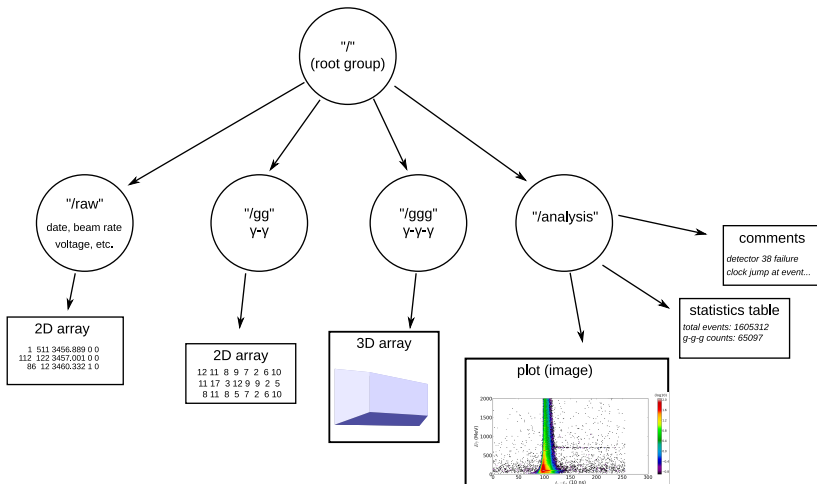 "/"
(root group)
"/raw"
date, beam rate
voltage, etc.
"/gg"
γ-γ
"/ggg"
γ-γ-γ
"/analysis"
comments
detector 38 failure
clock jump at event...
2D array
1 511 3456.889 0 0
112 122 3457.001 0 0
86 12 3460.332 1 0
2D array
12 11 8 9 7 2 6 10
11 17 3 12 9 9 2 5
8 11 8 5 7 2 6 10
3D array
statistics table
total events: 1605312
g-g-g counts: 65097
plot (image)
2000
1500
1000
500
0
(MeV)
0 50 100 150 200 250 300
(10 ns)